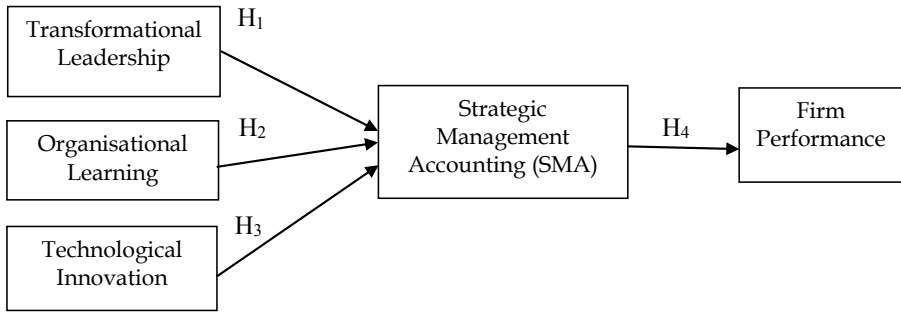 H₁
Transformational
Leadership
H₂
Organisational
Learning
H₃
Technological
Innovation
Strategic
Management
Accounting (SMA)
H₄
Firm
Performance